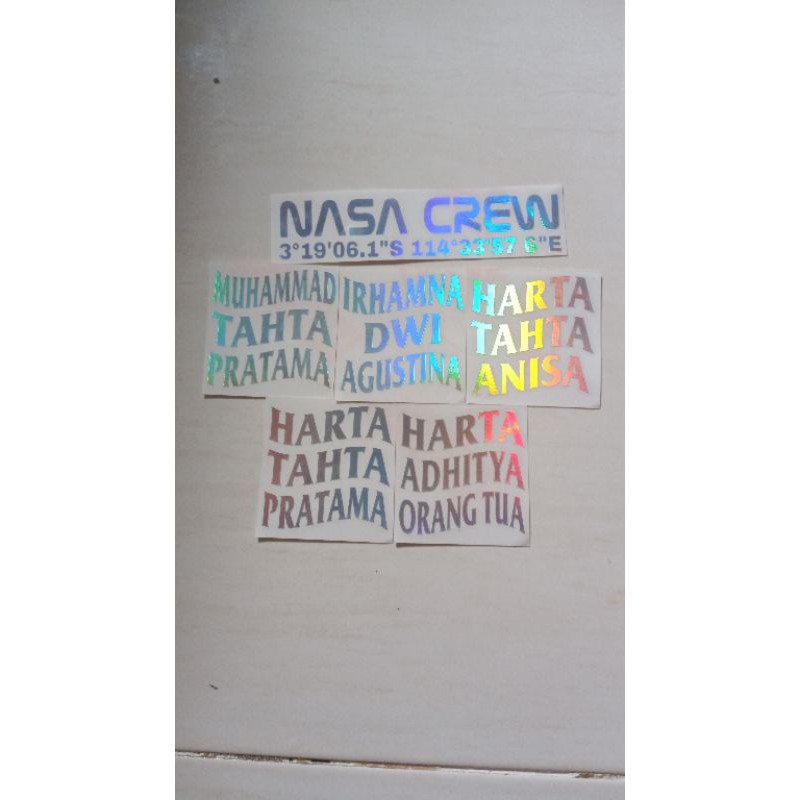 NASA CREW
3°19'06.1"S 114°33'57.6"E
MUHAMMAD
TAHTA
PRATAMA
IRHAMNA
DWI
AGUSTINA
HARTA
TAHTA
ANISA
HARTA
TAHTA
PRATAMA
HARTA
ADHITYA
ORANG TUA